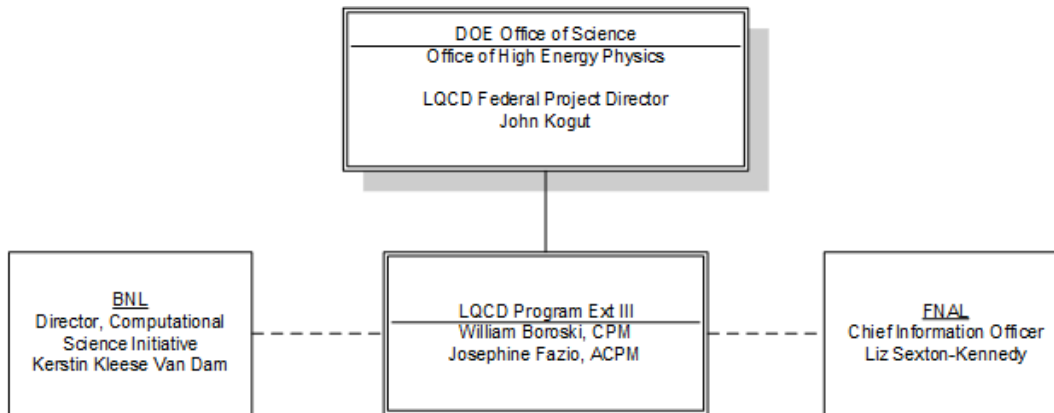 DOE Office of Science
Office of High Energy Physics
LQCD Federal Project Director
John Kogut
BNL
Director, Computational
Science Initiative
Kerstin Kleese Van Dam
LQCD Program Ext III
William Boroski, CPM
Josephine Fazio, ACPM
FNAL
Chief Information Officer
Liz Sexton-Kennedy